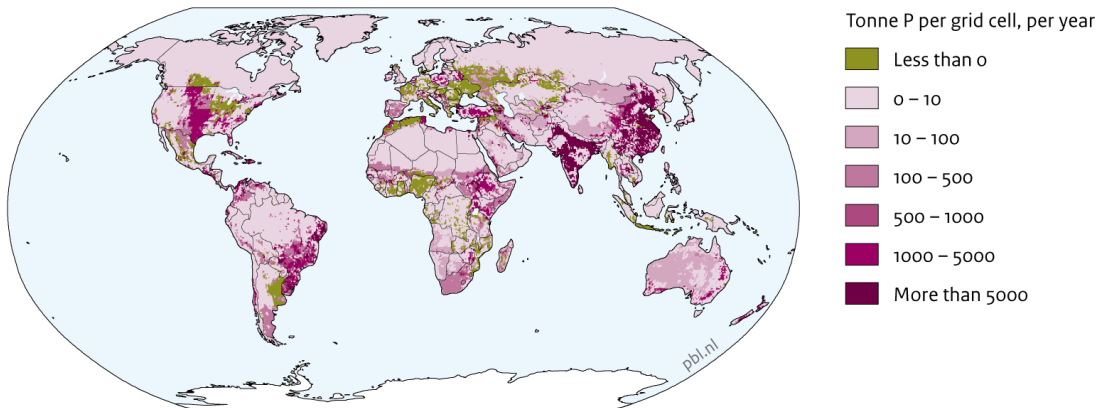 Tonne P per grid cell, per year
Less than 0
0 – 10
10 – 100
100 – 500
500 – 1000
1000 – 5000
More than 5000
pbl.nl